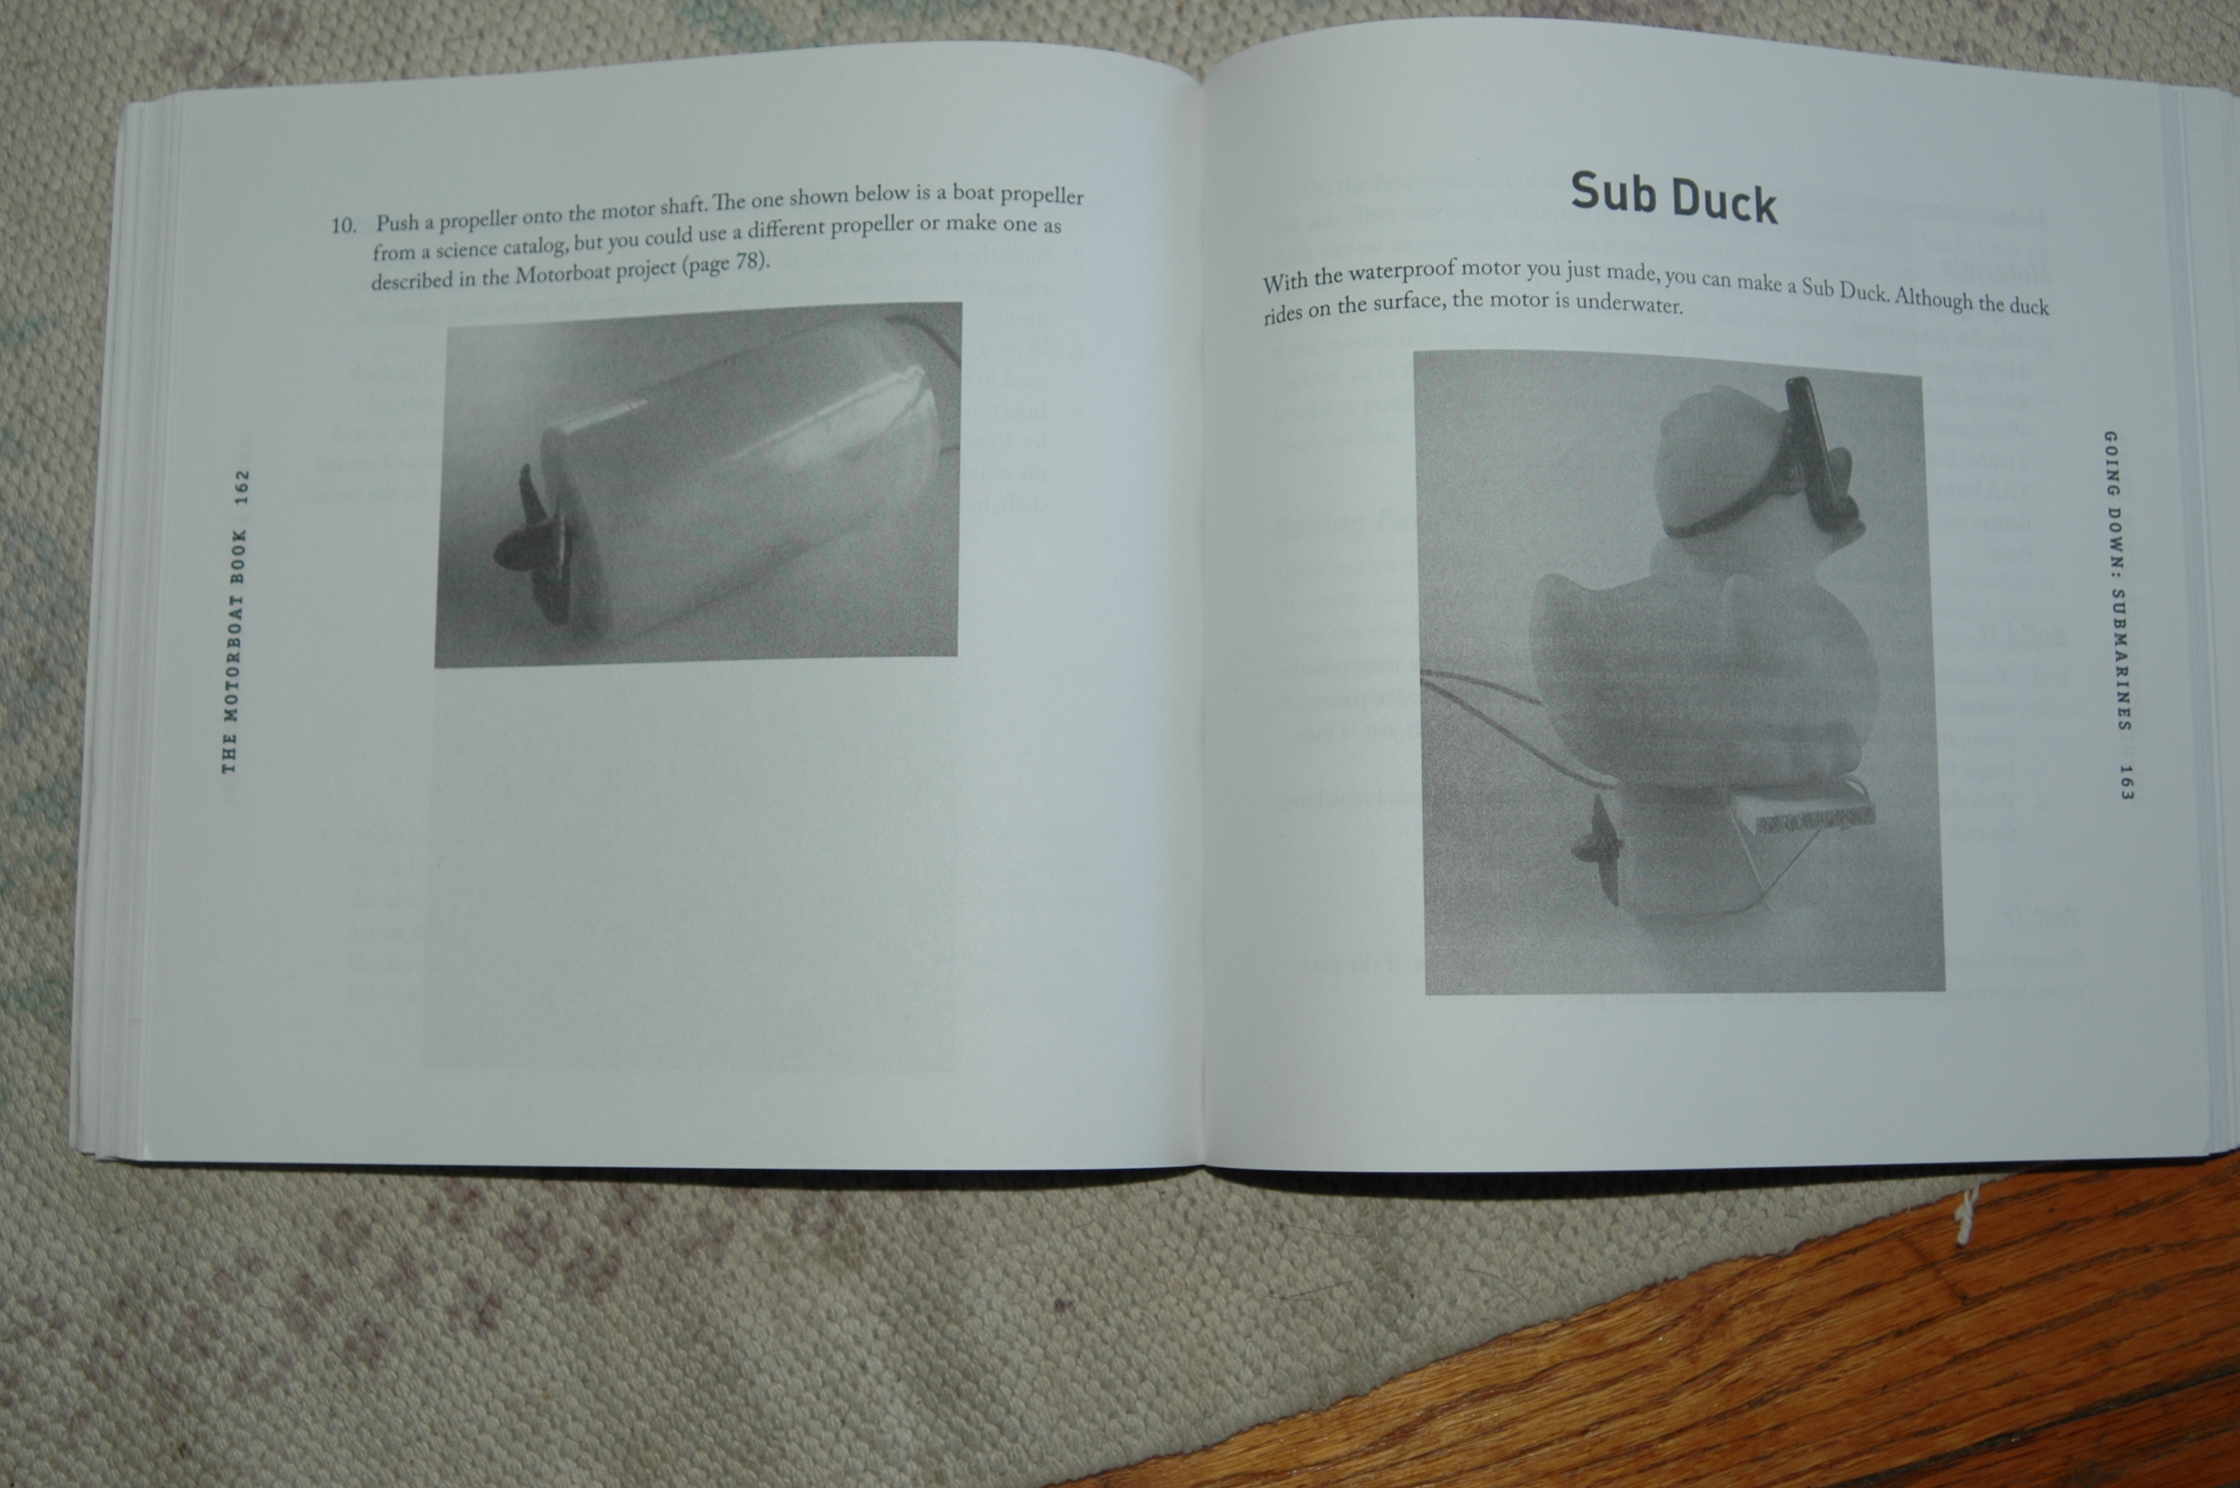 10. Push a propeller onto the motor shaft. The one shown below is a boat propeller
from a science catalog, but you could use a different propeller or make one as
described in the Motorboat project (page 78).
THE MOTORBOAT BOOK 162
Sub Duck
With the waterproof motor you just made, you can make a Sub Duck. Although the duck
rides on the surface, the motor is underwater.
GOING DOWN: SUBMARINES 163